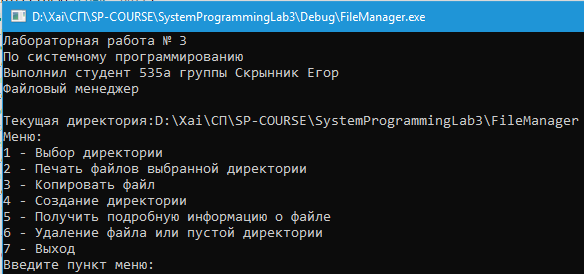 D:\Xai\СП\SP-COURSE\SystemProgrammingLab3\Debug\FileManager.exe
Лабораторная работа № 3
По системному программированию
Выполнил студент 535а группы Скрынник Егор
Файловый менеджер
Текущая директория:D:\Xai\СП\SP-COURSE\SystemProgrammingLab3\FileManager
Меню:
1 - Выбор директории
2 - Печать файлов выбранной директории
3 - Копировать файл
4 - Создание директории
5 - Получить подробную информацию о файле
6 - Удаление файла или пустой директории
7 - Выход
Введите пункт меню: